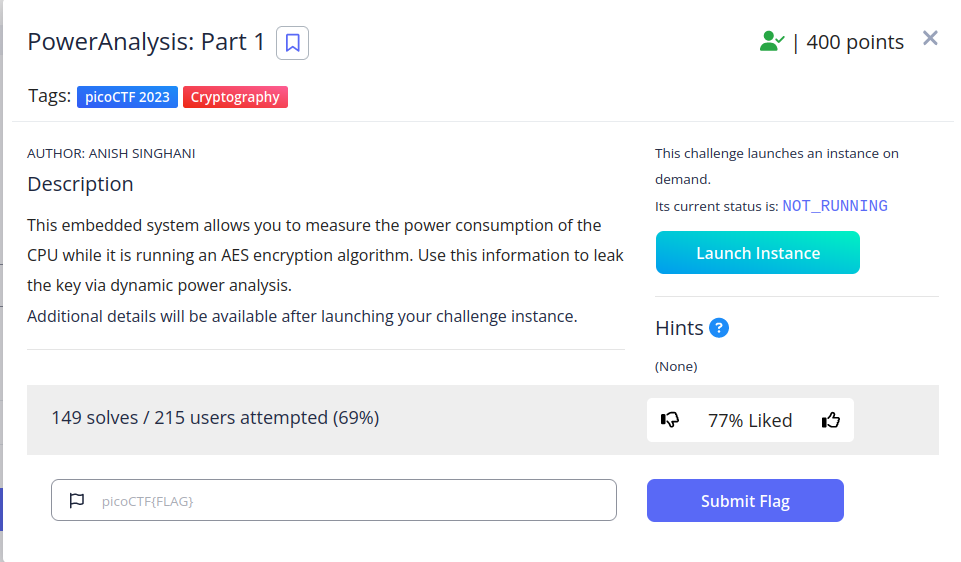 PowerAnalysis: Part 1
| 400 points
Tags: picoCTF 2023 Cryptography
AUTHOR: ANISH SINGHANI
Description
This embedded system allows you to measure the power consumption of the
CPU while it is running an AES encryption algorithm. Use this information to leak
the key via dynamic power analysis.
Additional details will be available after launching your challenge instance.
This challenge launches an instance on
demand.
Its current status is: NOT_RUNNING
Launch Instance
Hints ?
(None)
149 solves / 215 users attempted (69%)
77% Liked
picoCTF{FLAG}
Submit Flag